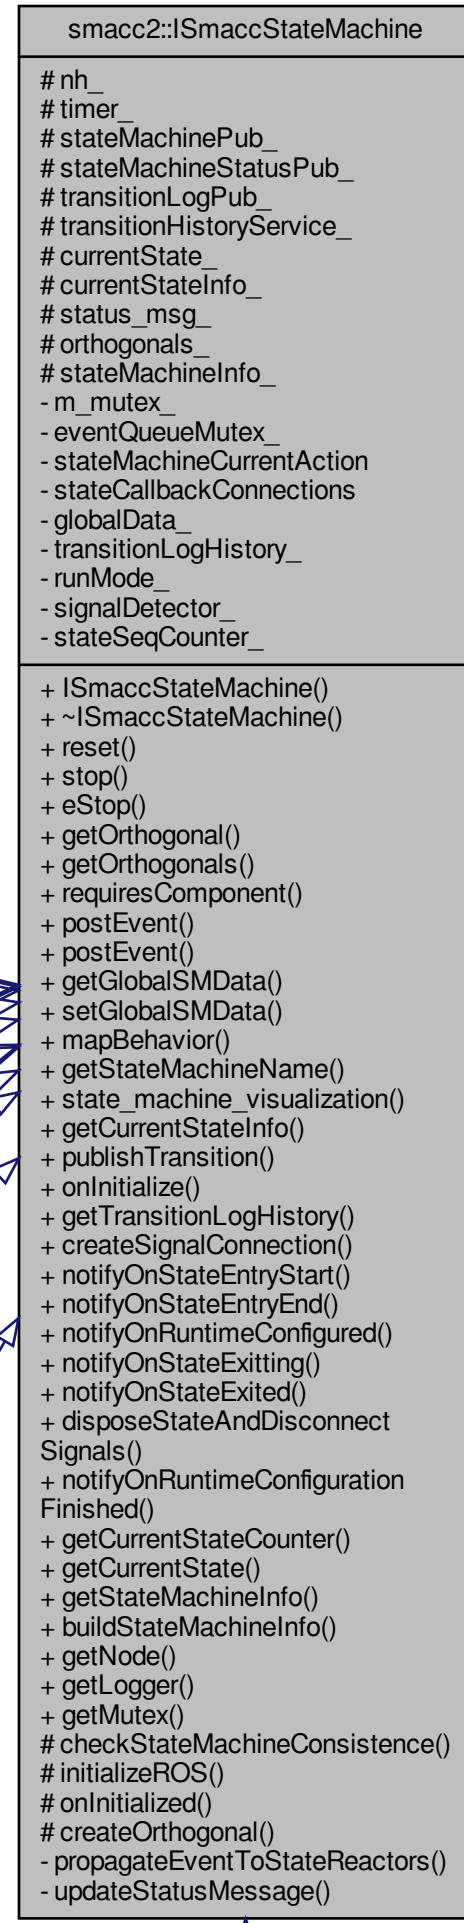 smacc2::ISmaccStateMachine
# nh_
# timer_
# stateMachinePub_
# stateMachineStatusPub_
# transitionLogPub_
# transitionHistoryService_
# currentState_
# currentStateInfo_
# status_msg_
# orthogonals_
# stateMachineInfo_
- m_mutex_
- eventQueueMutex_
- stateMachineCurrentAction
- stateCallbackConnections
- globalData_
- transitionLogHistory_
- runMode_
- signalDetector_
- stateSeqCounter_
+ ISmaccStateMachine()
+ ~ISmaccStateMachine()
+ reset()
+ stop()
+ eStop()
+ getOrthogonal()
+ getOrthogonals()
+ requiresComponent()
+ postEvent()
+ postEvent()
+ getGlobalSMData()
+ setGlobalSMData()
+ mapBehavior()
+ getStateMachineName()
+ state_machine_visualization()
+ getCurrentStateInfo()
+ publishTransition()
+ onInitialize()
+ getTransitionLogHistory()
+ createSignalConnection()
+ notifyOnStateEntryStart()
+ notifyOnStateEntryEnd()
+ notifyOnRuntimeConfigured()
+ notifyOnStateExitting()
+ notifyOnStateExited()
+ disposeStateAndDisconnect
Signals()
+ notifyOnRuntimeConfiguration
Finished()
+ getCurrentStateCounter()
+ getCurrentState()
+ getStateMachineInfo()
+ buildStateMachineInfo()
+ getNode()
+ getLogger()
+ getMutex()
# checkStateMachineConsistence()
# initializeROS()
# onInitialized()
# createOrthogonal()
- propagateEventToStateReactors()
- updateStatusMessage()